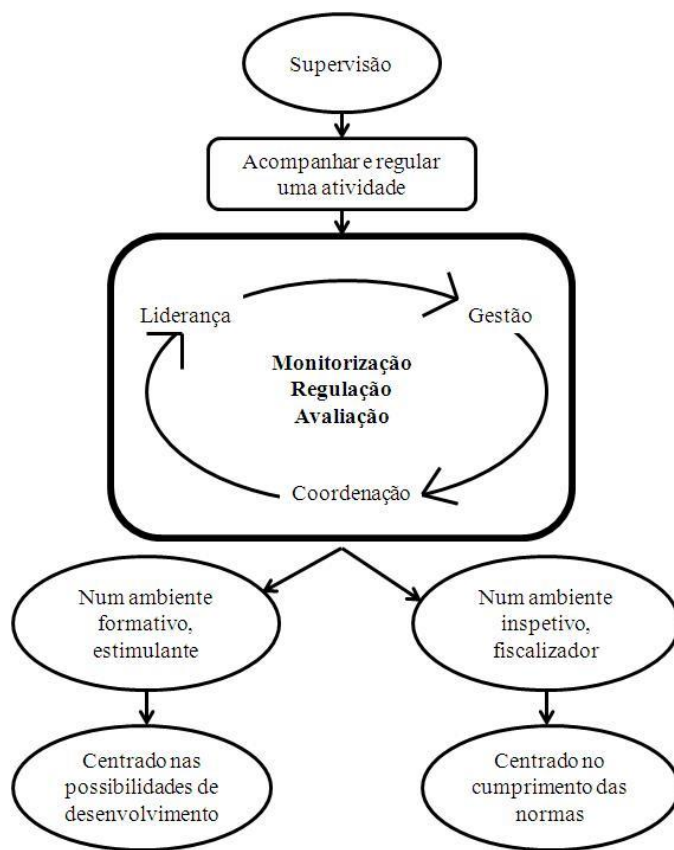 Supervisão
Acompanhar e regular
uma atividade
Liderança
Gestão
Monitorização
Regulação
Avaliação
Coordenação
Num ambiente
formativo,
estimulante
Num ambiente
inspetivo,
fiscalizador
Centrado nas
possibilidades de
desenvolvimento
Centrado no
cumprimento das
normas